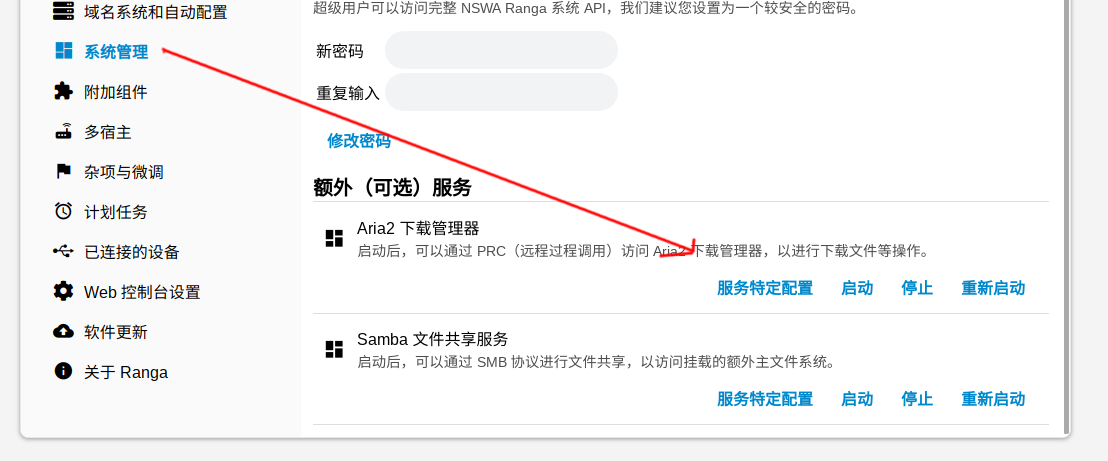 域名系统和自动配置
系统管理
附加组件
多宿主
杂项与微调
计划任务
已连接的设备
Web 控制台设置
软件更新
关于 Ranga
超级用户可以访问完整 NSWA Ranga 系统 API，我们建议您设置为一个较安全的密码。
新密码
重复输入
修改密码
额外（可选）服务
Aria2 下载管理器
启动后，可以通过 PRC（远程过程调用）访问 Aria2 下载管理器，以进行下载文件等操作。
服务特定配置 启动 停止 重新启动
Samba 文件共享服务
启动后，可以通过 SMB 协议进行文件共享，以访问挂载的额外主文件系统。
服务特定配置 启动 停止 重新启动